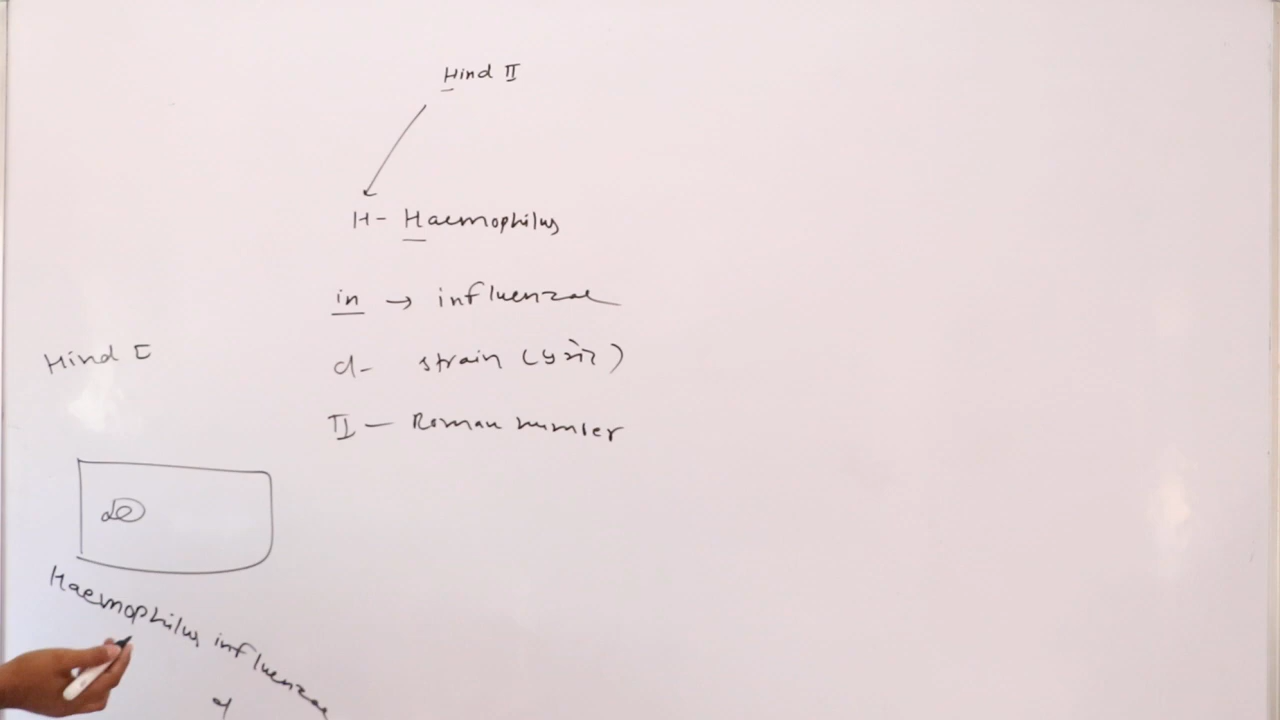 Hind II
H- Haemophilus
in → influenzae
d- strain
II — Roman number
Hind
Haemophilus influenzae
d